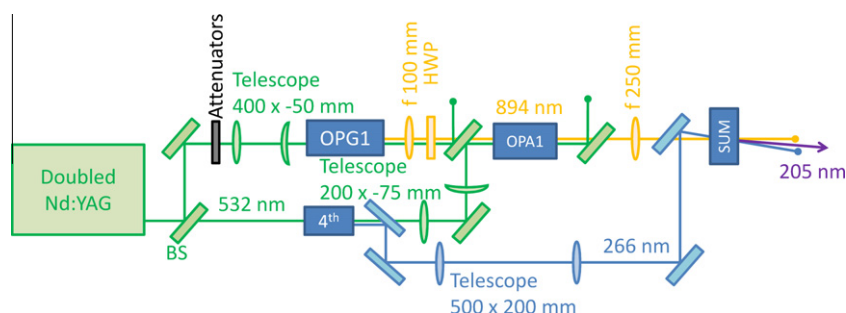 Attenuators
Telescope
400 x -50 mm
f 100 mm
HWP
894 nm
f 250 mm
OPG1
OPA1
SUM
205 nm
Doubled
Nd:YAG
Telescope
200 x -75 mm
532 nm
4th
BS
266 nm
Telescope
500 x 200 mm